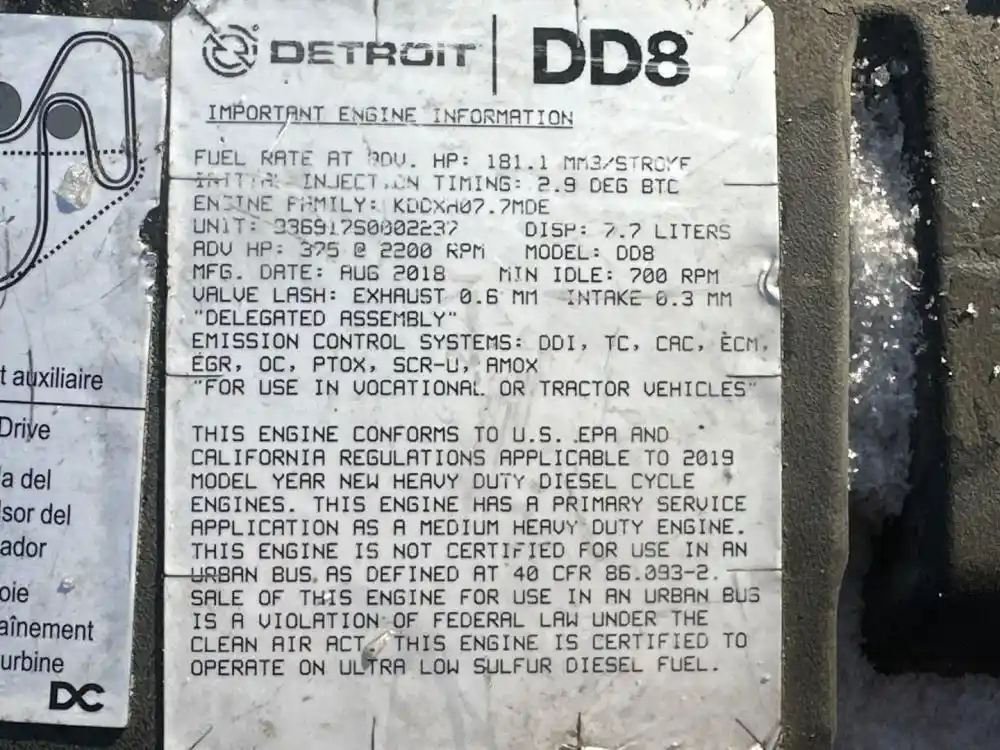 DETROIT DD8
IMPORTANT ENGINE INFORMATION
FUEL RATE AT ADV. HP: 181.1 MM3/STROKE
INITIAL INJECTION TIMING: 2.9 DEG BTC
ENGINE FAMILY: KDDXH07.7MDE
UNIT: 936917S0002237 DISP: 7.7 LITERS
ADV HP: 375 @ 2200 RPM MODEL: DD8
MFG. DATE: AUG 2018 MIN IDLE: 700 RPM
VALVE LASH: EXHAUST 0.6 MM INTAKE 0.3 MM
"DELEGATED ASSEMBLY"
EMISSION CONTROL SYSTEMS: DDI, TC, CAC, ECM,
EGR, OC, PTOX, SCR-U, AMOX
"FOR USE IN VOCATIONAL OR TRACTOR VEHICLES"
THIS ENGINE CONFORMS TO U.S. EPA AND
CALIFORNIA REGULATIONS APPLICABLE TO 2019
MODEL YEAR NEW HEAVY DUTY DIESEL CYCLE
ENGINES. THIS ENGINE HAS A PRIMARY SERVICE
APPLICATION AS A MEDIUM HEAVY DUTY ENGINE.
THIS ENGINE IS NOT CERTIFIED FOR USE IN AN
URBAN BUS AS DEFINED AT 40 CFR 86.093-2.
SALE OF THIS ENGINE FOR USE IN AN URBAN BUS
IS A VIOLATION OF FEDERAL LAW UNDER THE
CLEAN AIR ACT. THIS ENGINE IS CERTIFIED TO
OPERATE ON ULTRA LOW SULFUR DIESEL FUEL.
t auxiliaire
Drive
a del
sor del
ador
oie
aînement
urbine
DC